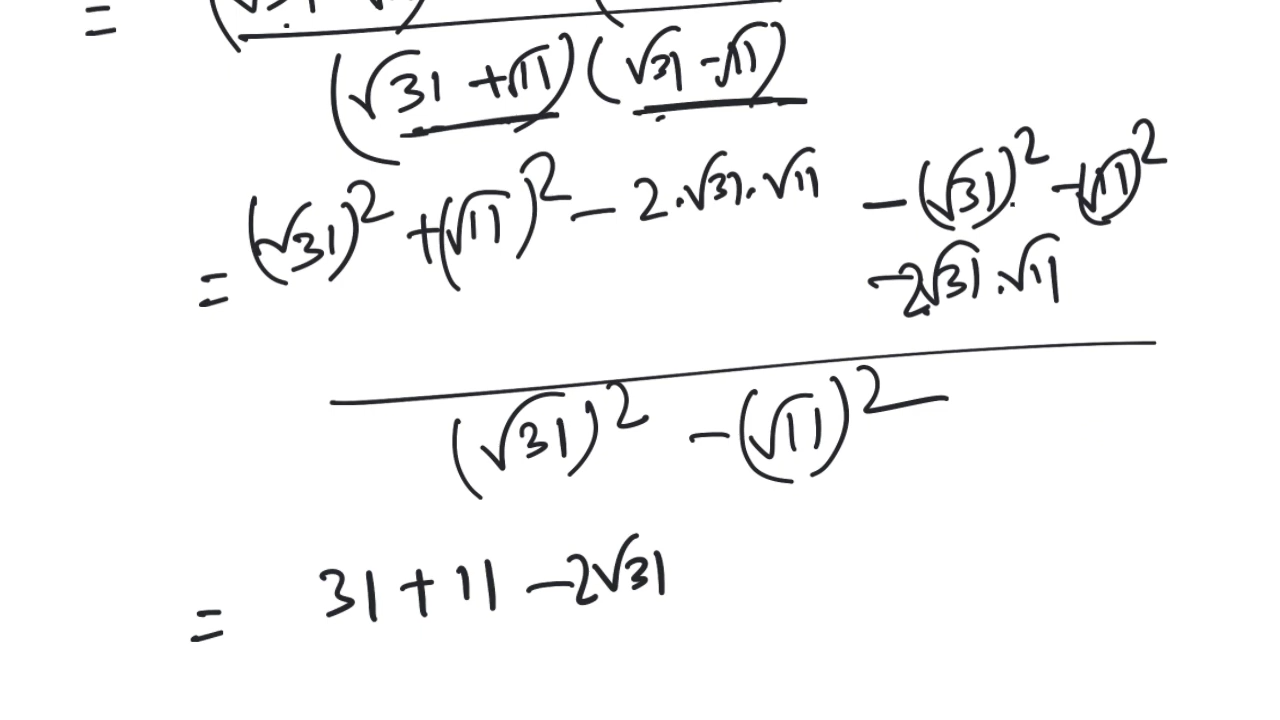 =
(√31 + √11) (√31 - √11)
= (√31)² + (√11)² - 2.√31.√11 - (√31)² - (√11)²
-2√31.√11
(√31)² - (√11)²
= 31 + 11 - 2√31